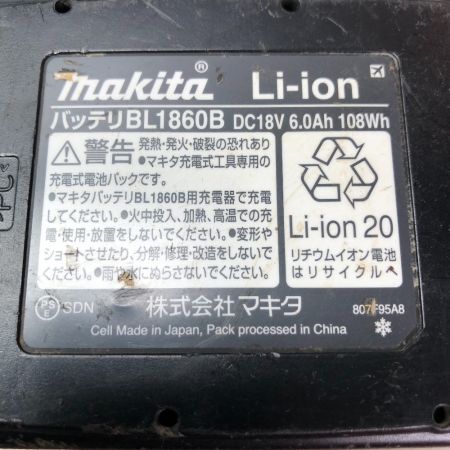 makita® Li-ion
バッテリBL1860B DC18V 6.0Ah 108Wh
警告 発熱・発火・破裂の恐れあり
●マキタ充電式工具専用の
充電式電池パックです。
●マキタバッテリBL1860B用充電器で充電
してください。●火中投入、加熱、高温での充
電・使用・放置をしないでください。●変形や
ショートさせたり、分解・修理・改造をしないで
ください。●雨や水にぬらさないでください。
Li-ion 20
リチウムイオン電池
はリサイクルへ
PS
E
SDN
株式会社マキタ
Cell Made in Japan, Pack processed in China